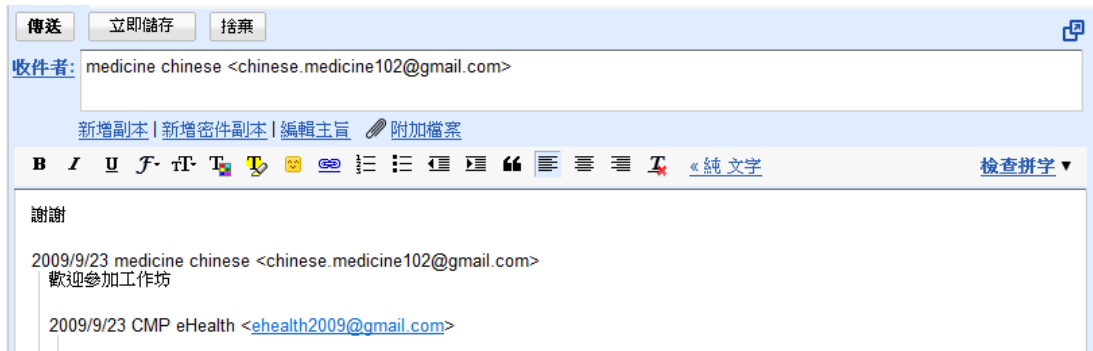 傳送 立即儲存 捨棄
收件者: medicine chinese <chinese.medicine102@gmail.com>
新增副本 | 新增密件副本 | 編輯主旨 附加檔案
B I U F T T T « 純文字 檢查拼字 ▼
謝謝
2009/9/23 medicine chinese <chinese.medicine102@gmail.com>
歡迎參加工作坊
2009/9/23 CMP eHealth <ehealth2009@gmail.com>